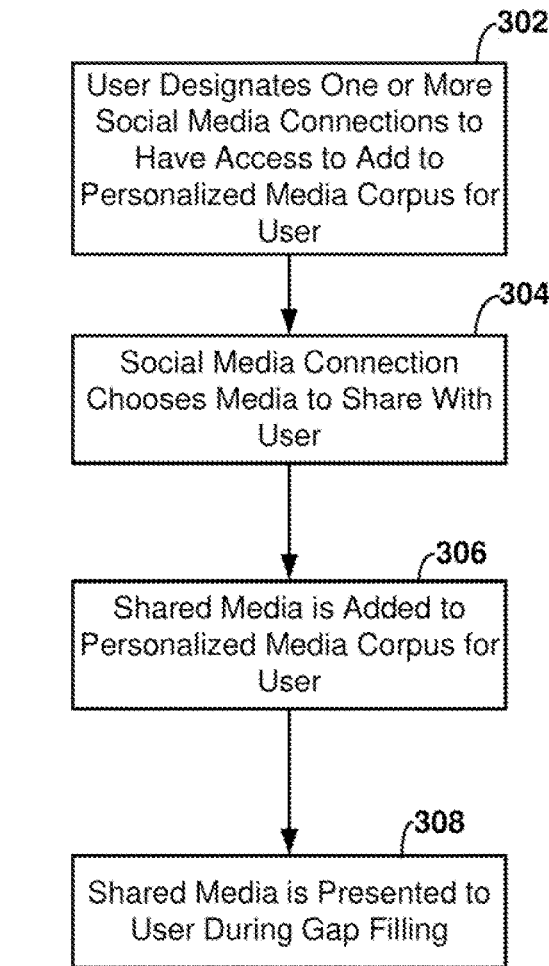 302
User Designates One or More
Social Media Connections to
Have Access to Add to
Personalized Media Corpus for
User
304
Social Media Connection
Chooses Media to Share With
User
306
Shared Media is Added to
Personalized Media Corpus for
User
308
Shared Media is Presented to
User During Gap Filling